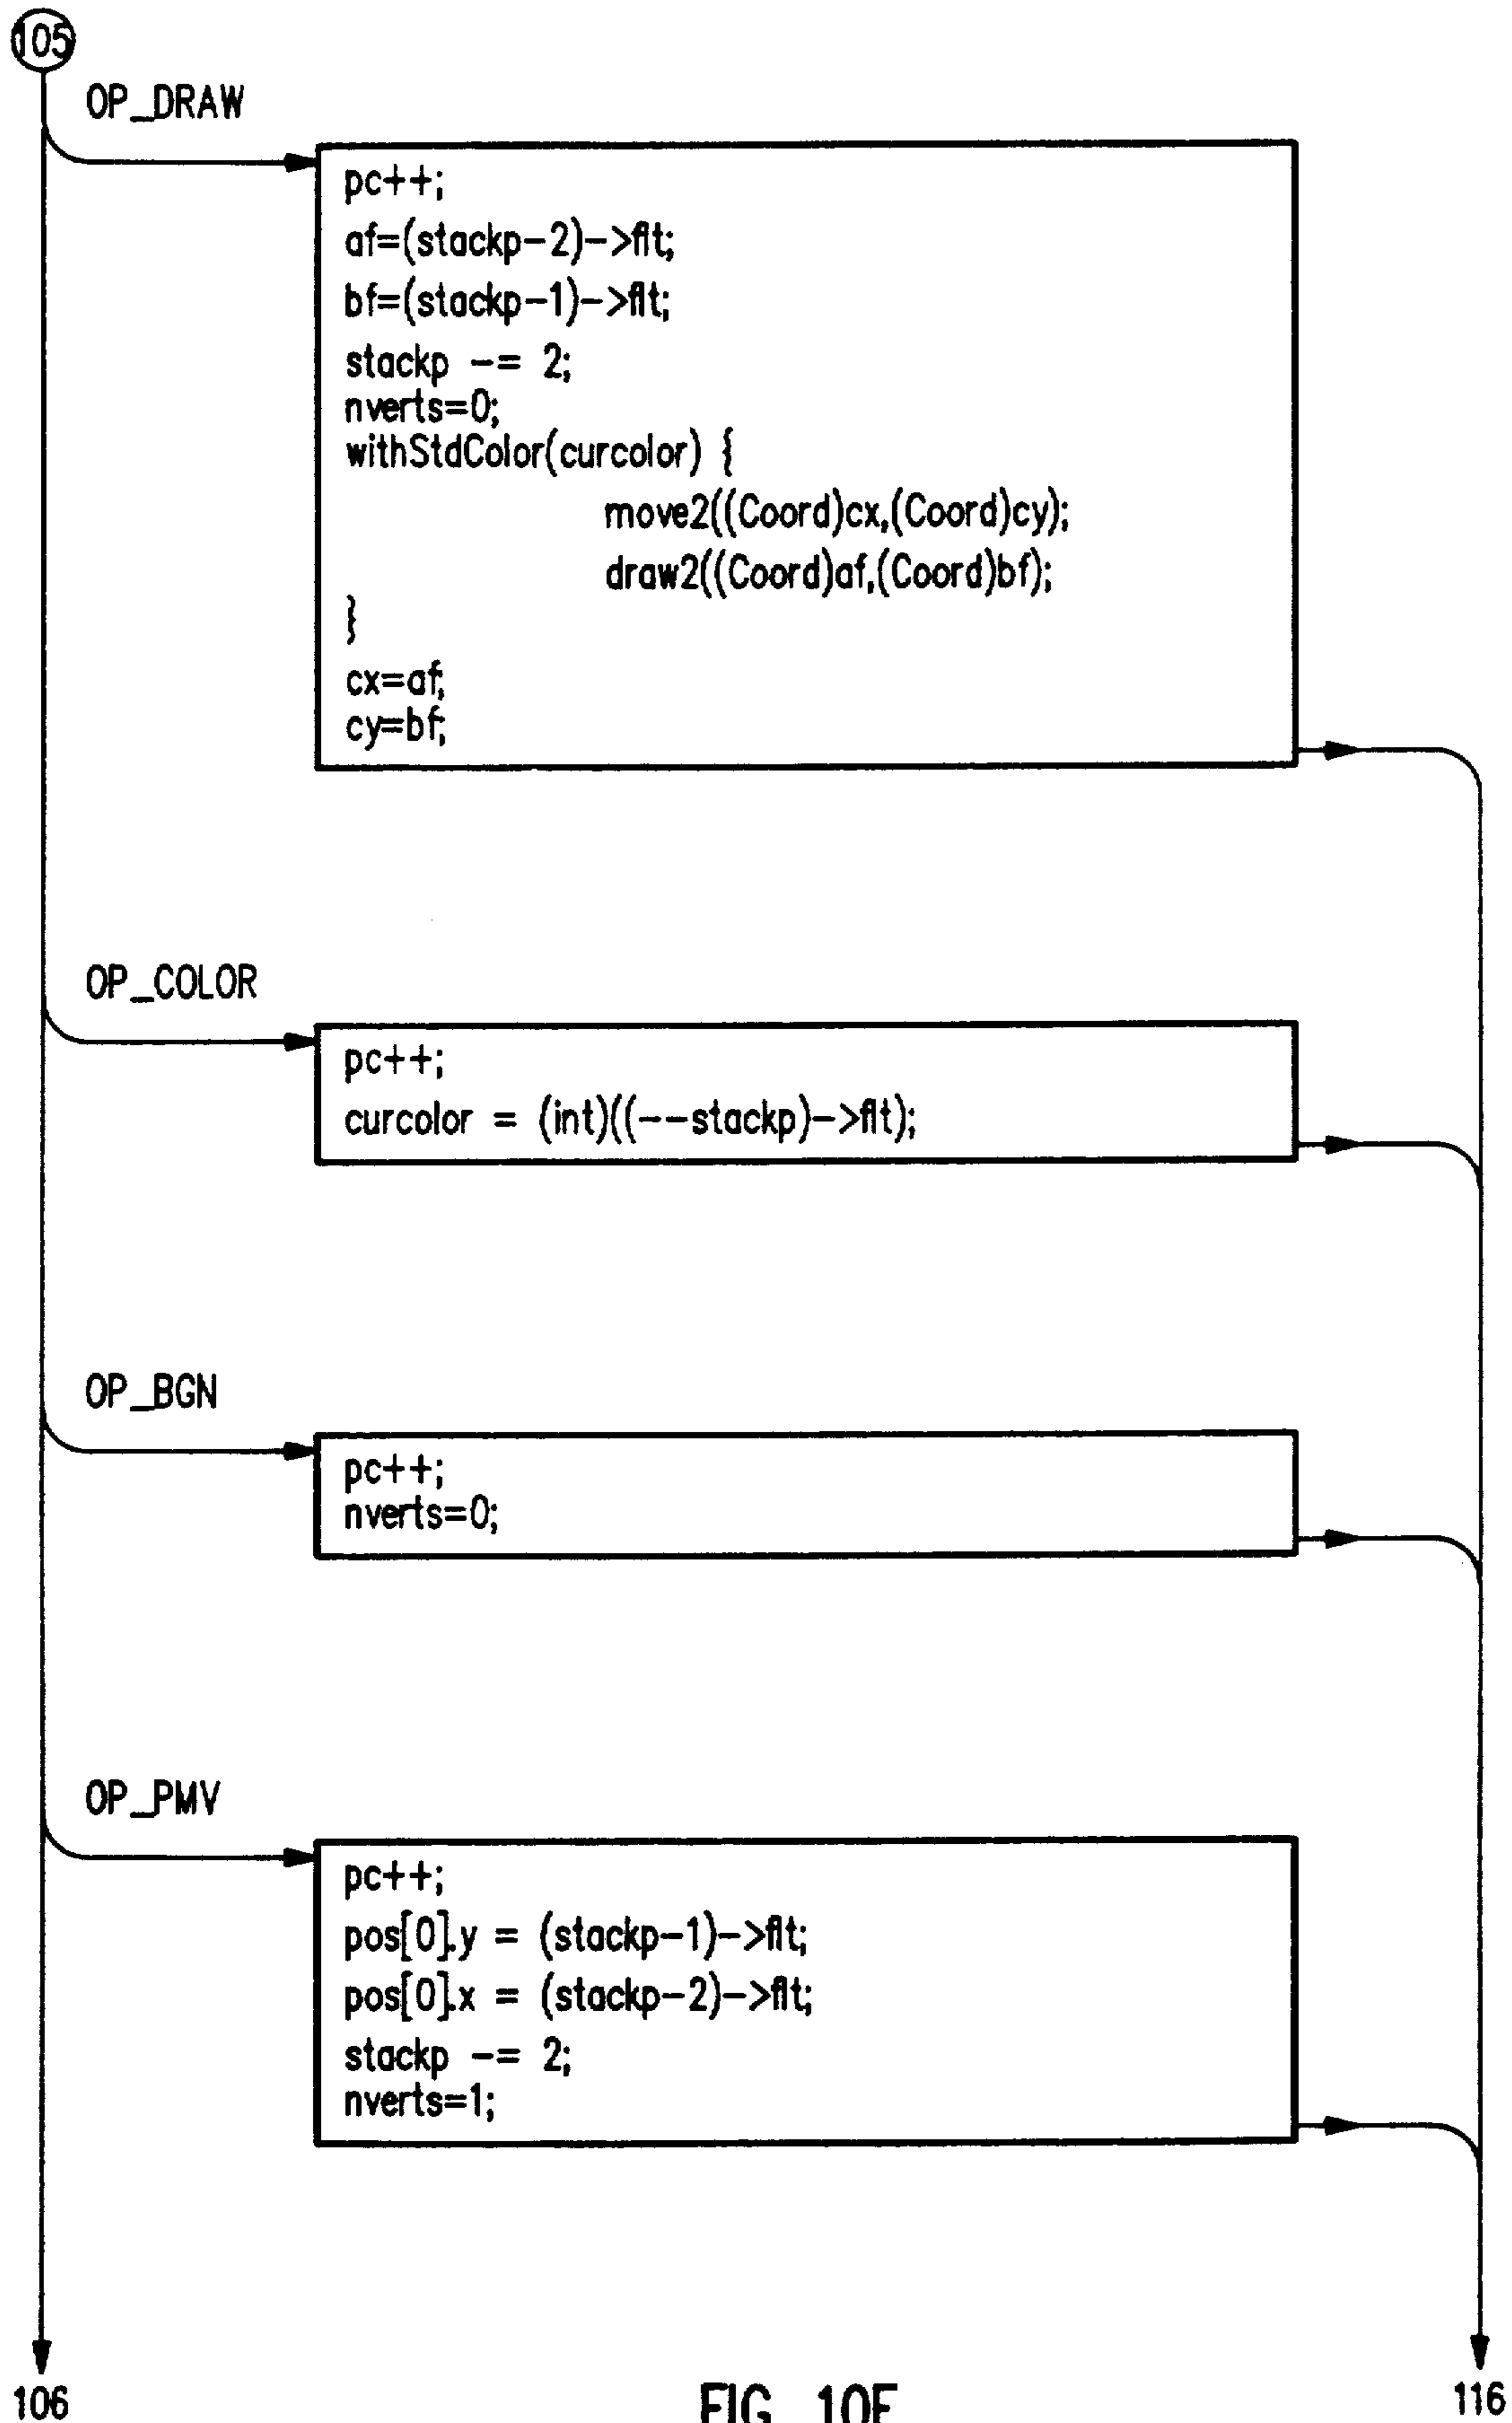 105
OP_DRAW
pc++;
af=(stackp-2)->flt;
bf=(stackp-1)->flt;
stackp -= 2;
nverts=0;
withStdColor(curcolor) {
move2((Coord)cx,(Coord)cy);
draw2((Coord)af,(Coord)bf);
}
cx=af;
cy=bf;
OP_COLOR
pc++;
curcolor = (int)((--stackp)->flt);
OP_BGN
pc++;
nverts=0;
OP_PMV
pc++;
pos[0].y = (stackp-1)->flt;
pos[0].x = (stackp-2)->flt;
stackp -= 2;
nverts=1;
106
116